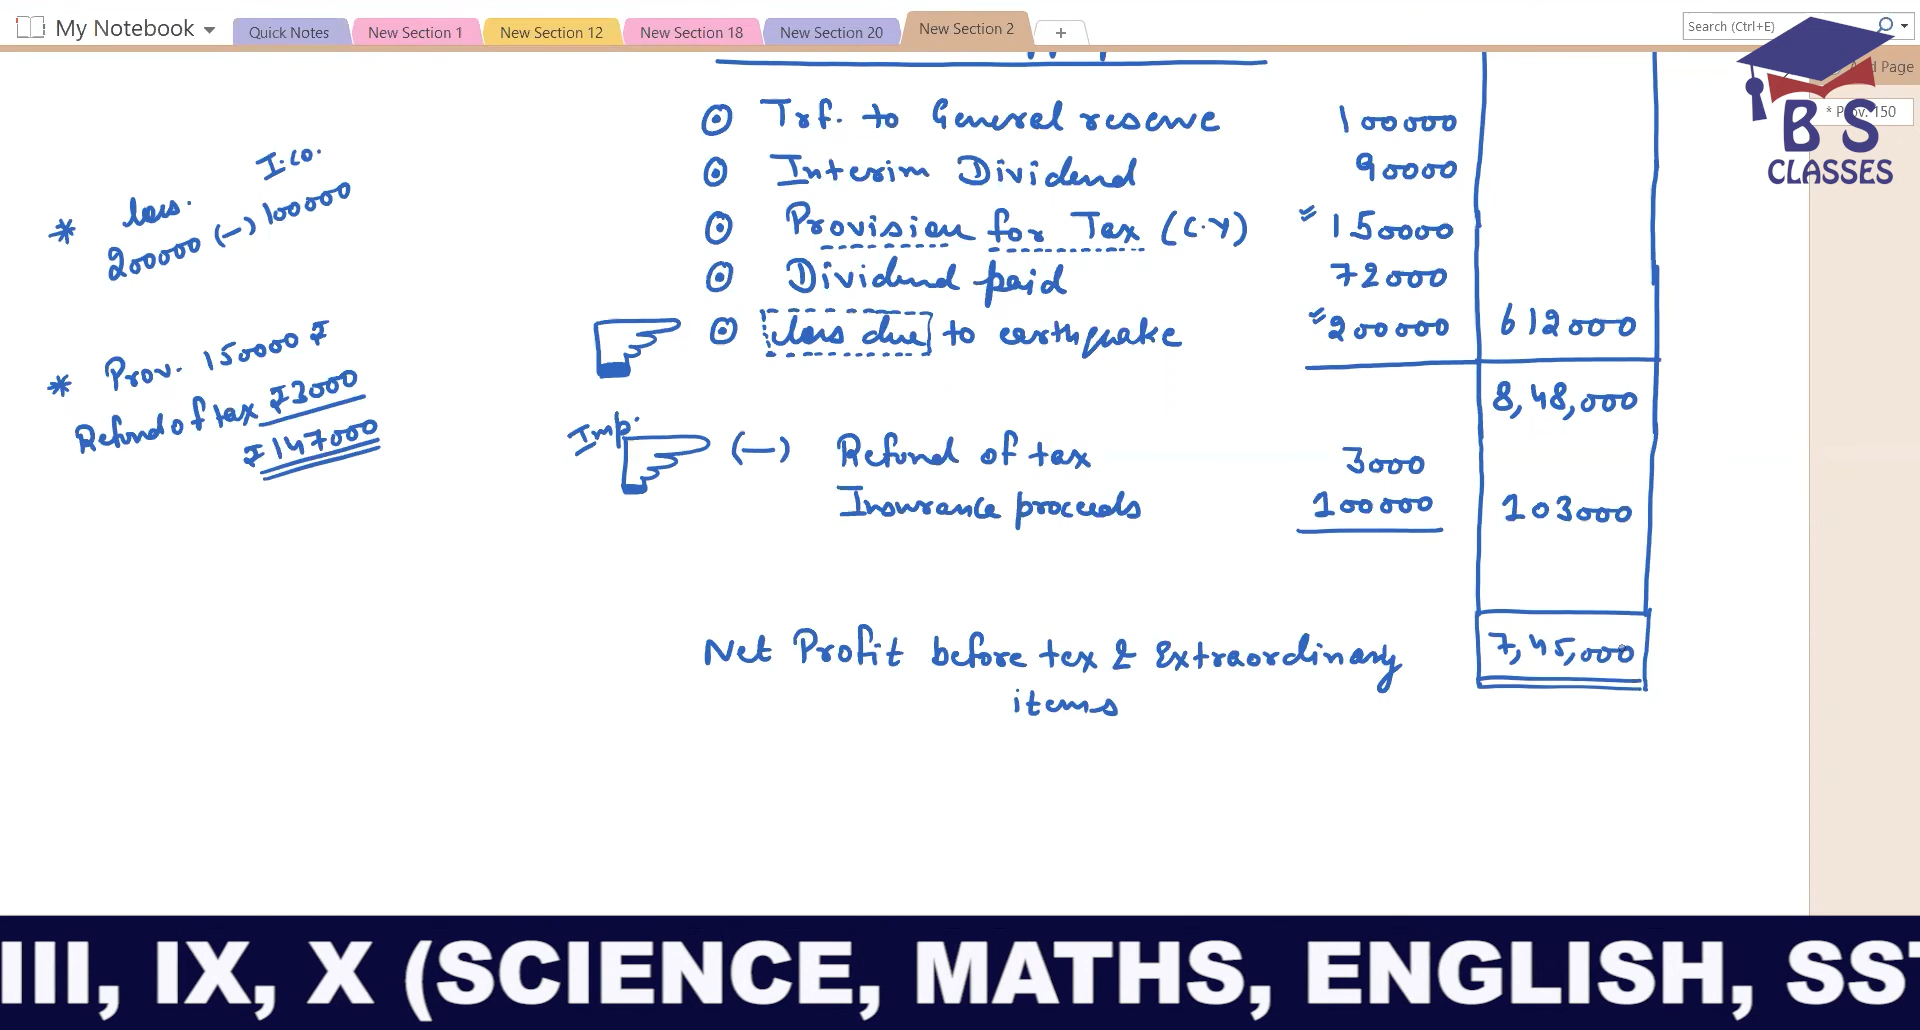 My Notebook
Quick Notes
New Section 1
New Section 12
New Section 18
New Section 20
New Section 2
+
Search (Ctrl+E)
Page
B S
CLASSES
Trf. to General reserve 100000
Interim Dividend 90000
Provision for Tax (C.Y) 150000
Dividend paid 72000
loss due to earthquake 200000 612000
8,48,000
Imp.
(—) Refund of tax 3000
Insurance proceeds 100000 103000
Net Profit before tax & Extraordinary 7,45,000
items
I.co.
* loss.
200000 (—) 100000
* Prov. 150000 ₹
Refund of tax ₹3000
₹147000
III, IX, X (SCIENCE, MATHS, ENGLISH, SST